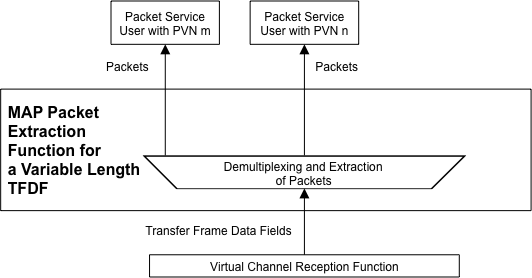 Packet Service
User with PVN m
Packet Service
User with PVN n
Packets
Packets
MAP Packet
Extraction
Function for
a Variable Length
TFDF
Demultiplexing and Extraction
of Packets
Transfer Frame Data Fields
Virtual Channel Reception Function